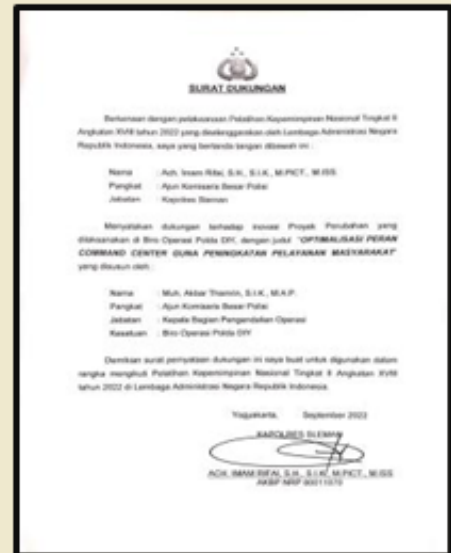 SURAT DUKUNGAN
Berkenaan dengan pelaksanaan Pelatihan Kepemimpinan Nasional Tingkat II
Angkatan XVIII tahun 2022 yang diselenggarakan oleh Lembaga Administrasi Negara
Republik Indonesia, saya yang bertanda tangan dibawah ini :
Nama : Ach. Imam Rifai, S.H., S.I.K., M.PICT., M.ISS.
Pangkat : Ajun Komisaris Besar Polisi
Jabatan : Kapolres Sleman
Menyatakan dukungan terhadap inovasi Proyek Perubahan yang
dilaksanakan di Biro Operasi Polda DIY, dengan judul "OPTIMALISASI PERAN
COMMAND CENTER GUNA PENINGKATAN PELAYANAN MASYARAKAT"
yang disusun oleh :
Nama : Muh. Akbar Thamrin, S.I.K., M.A.P.
Pangkat : Ajun Komisaris Besar Polisi
Jabatan : Kepala Bagian Pengendalian Operasi
Kesatuan : Biro Operasi Polda DIY
Demikian surat pernyataan dukungan ini saya buat untuk digunakan dalam
rangka mengikuti Pelatihan Kepemimpinan Nasional Tingkat II Angkatan XVIII
tahun 2022 di Lembaga Administrasi Negara Republik Indonesia.
Yogyakarta, September 2022
KAPOLRES SLEMAN
ACH. IMAM RIFAI, S.H., S.I.K., M.PICT., M.ISS
AKBP NRP